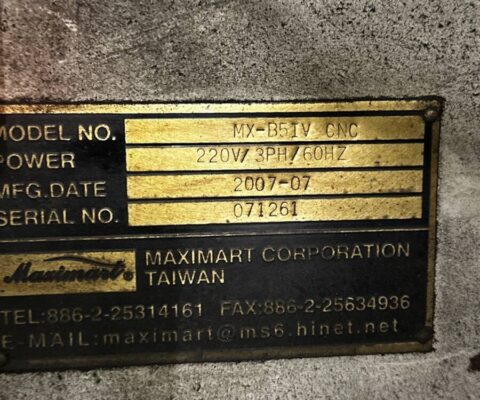 MODEL NO. MX-B5IV CNC
POWER 220V/3PH/60HZ
MFG.DATE 2007-07
SERIAL NO. 071261
Maximart® MAXIMART CORPORATION
TAIWAN
TEL:886-2-25314161 FAX:886-2-25634936
E-MAIL:maximart@ms6.hinet.net